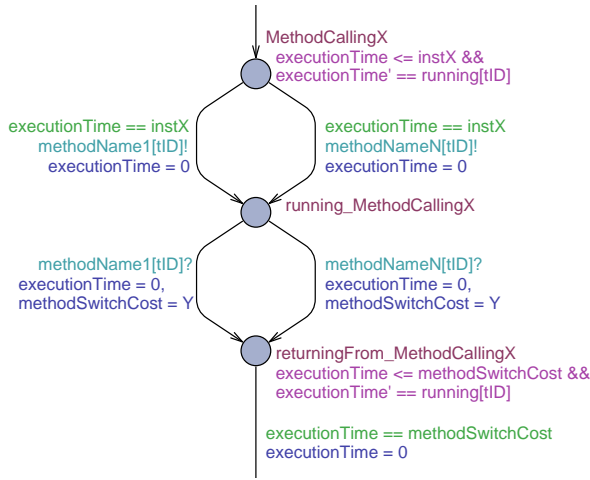 MethodCallingX
executionTime <= instX &&
executionTime' == running[tID]
executionTime == instX
methodName1[tID]!
executionTime = 0
executionTime == instX
methodNameN[tID]!
executionTime = 0
running_MethodCallingX
methodName1[tID]?
executionTime = 0,
methodSwitchCost = Y
methodNameN[tID]?
executionTime = 0,
methodSwitchCost = Y
returningFrom_MethodCallingX
executionTime <= methodSwitchCost &&
executionTime' == running[tID]
executionTime == methodSwitchCost
executionTime = 0